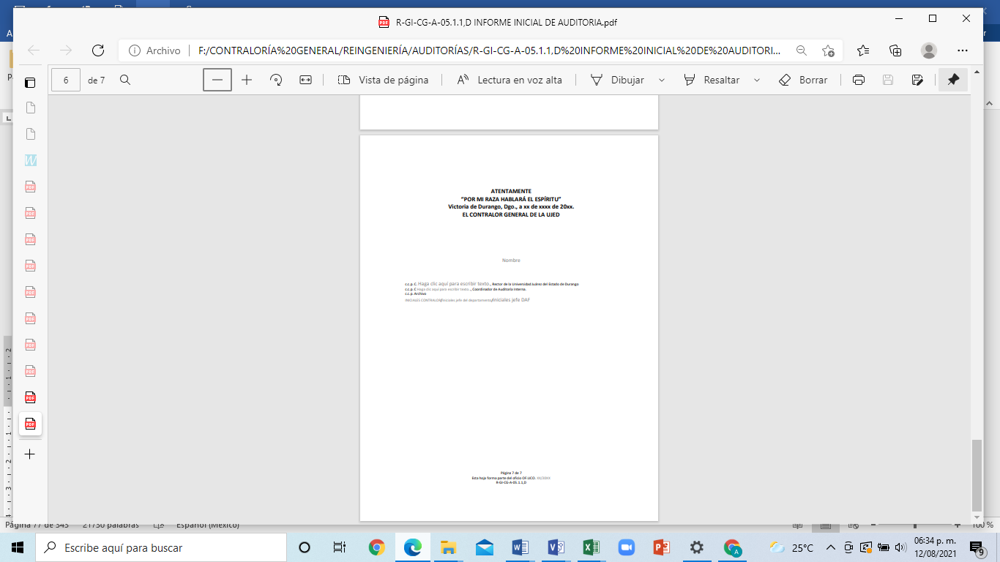 R-GI-CG-A-05.1.1,D INFORME INICIAL DE AUDITORIA.pdf
Archivo
F:/CONTRALORÍA%20GENERAL/REINGENIERÍA/AUDITORÍAS/R-GI-CG-A-05.1.1,D%20INFORME%20INICIAL%20DE%20AUDITORI...
6 de 7
Vista de página
Lectura en voz alta
Dibujar
Resaltar
Borrar
ATENTAMENTE
"POR MI RAZA HABLARÁ EL ESPÍRITU"
Victoria de Durango, Dgo., a xx de xxxx de 20xx.
EL CONTRALOR GENERAL DE LA UJED
Nombre
c.c. p. C. Haga clic aquí para escribir texto., Rector de la Universidad Juárez del Estado de Durango
c.c. p. C Haga clic aquí para escribir texto. , Coordinador de Auditoría Interna.
c.c. p. Archivo
INICIALES CONTRALOR/Iniciales jefe del departamento/Iniciales jefe DAF
Página 7 de 7
Esta hoja forma parte del oficio OF.UCO. XX/20XX
R-GI-CG-A-05.1.1,D
Página 77 de 343
21750 palabras
Español (México)
100 %
Escribe aquí para buscar
25°C
06:34 p. m.
12/08/2021
9